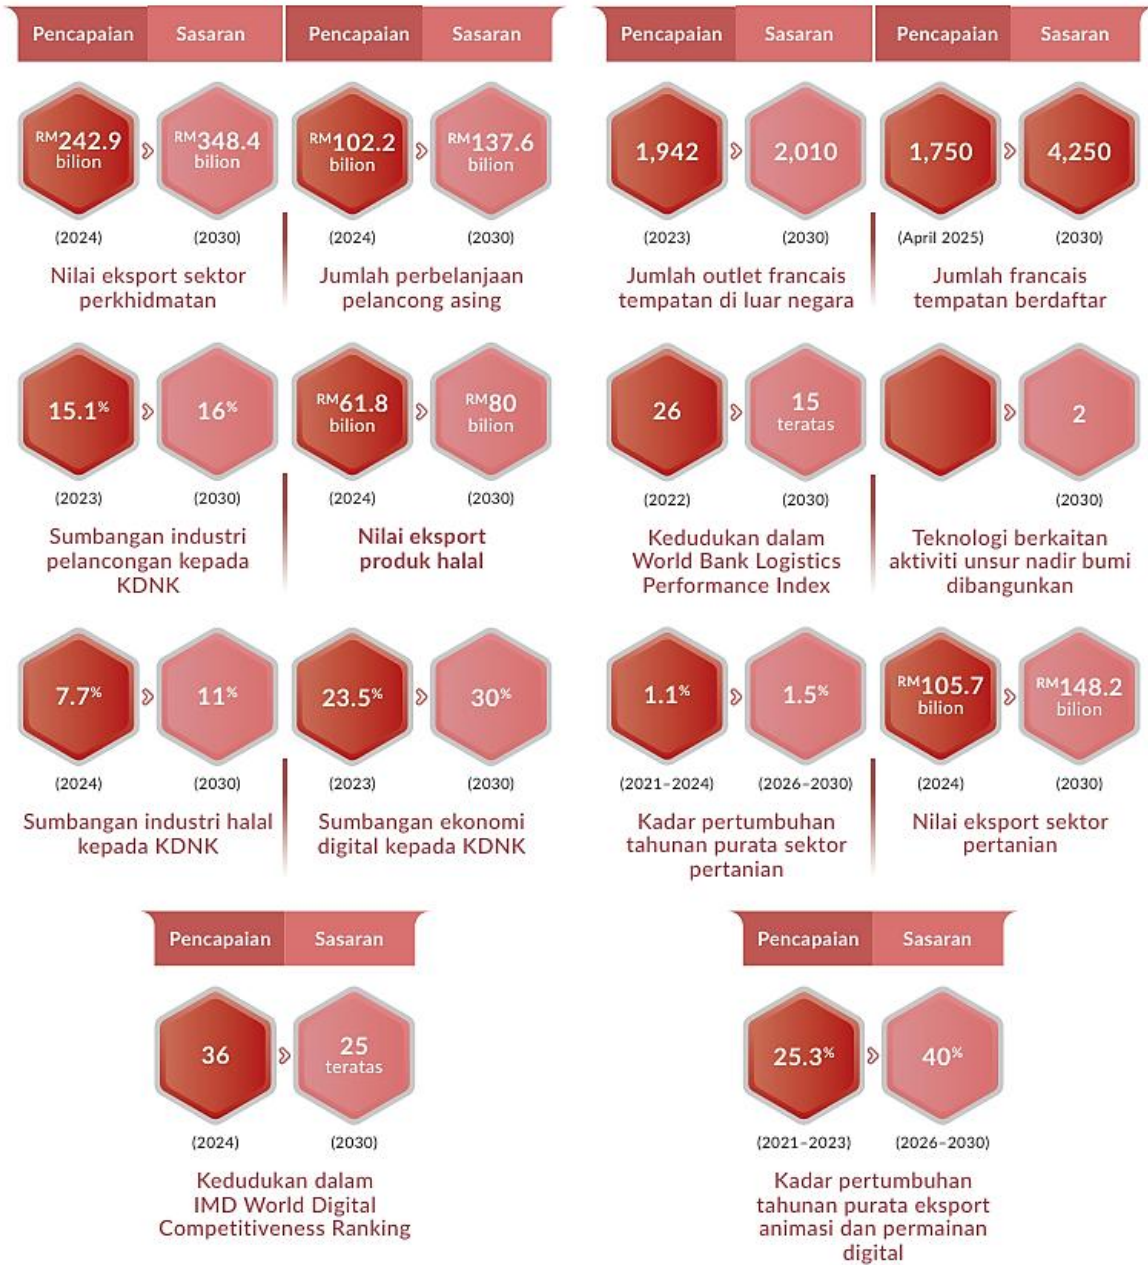 Pencapaian Sasaran Pencapaian Sasaran
RM242.9 bilion
RM348.4 bilion
RM102.2 bilion
RM137.6 bilion
(2024) (2030) (2024) (2030)
Nilai eksport sektor
perkhidmatan
Jumlah perbelanjaan
pelancong asing
15.1% 16%
RM61.8 bilion
RM80 bilion
(2023) (2030) (2024) (2030)
Sumbangan industri
pelancongan kepada
KDNK
Nilai eksport
produk halal
7.7% 11% 23.5% 30%
(2024) (2030) (2023) (2030)
Sumbangan industri halal
kepada KDNK
Sumbangan ekonomi
digital kepada KDNK
Pencapaian Sasaran
36
25
teratas
(2024) (2030)
Kedudukan dalam
IMD World Digital
Competitiveness Ranking
Pencapaian Sasaran Pencapaian Sasaran
1,942 2,010 1,750 4,250
(2023) (2030) (April 2025) (2030)
Jumlah outlet francais
tempatan di luar negara
Jumlah francais
tempatan berdaftar
26
15
teratas
2
(2022) (2030) (2030)
Kedudukan dalam
World Bank Logistics
Performance Index
Teknologi berkaitan
aktiviti unsur nadir bumi
dibangunkan
1.1% 1.5%
RM105.7 bilion
RM148.2 bilion
(2021–2024) (2026–2030) (2024) (2030)
Kadar pertumbuhan
tahunan purata sektor
pertanian
Nilai eksport sektor
pertanian
Pencapaian Sasaran
25.3% 40%
(2021–2023) (2026–2030)
Kadar pertumbuhan
tahunan purata eksport
animasi dan permainan
digital